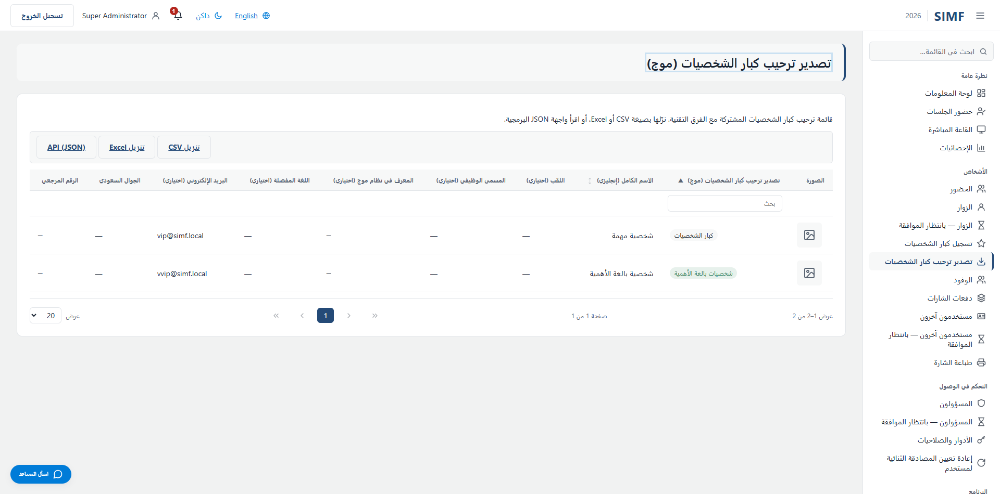 SIMF
2026
English
داكن
1
Super Administrator
تسجيل الخروج
ابحث في القائمة...
نظرة عامة
لوحة المعلومات
حضور الجلسات
القاعة المباشرة
الإحصائيات
الأشخاص
الحضور
الزوار
الزوار — بانتظار الموافقة
تسجيل كبار الشخصيات
تصدير ترحيب كبار الشخصيات
الوفود
دفعات الشارات
مستخدمون آخرون
مستخدمون آخرون — بانتظار
الموافقة
طباعة الشارة
التحكم في الوصول
المسؤولون
المسؤولون — بانتظار الموافقة
الأدوار والصلاحيات
إعادة تعيين المصادقة الثنائية
لمستخدم
البرنامج
تصدير ترحيب كبار الشخصيات (موج)
قائمة ترحيب كبار الشخصيات المشتركة مع الفرق التقنية. نزّلها بصيغة CSV أو Excel، أو اقرأ واجهة JSON البرمجية.
تنزيل CSV
تنزيل Excel
API (JSON)
الصورة
تصدير ترحيب كبار الشخصيات (موج) ▲
الاسم الكامل (إنجليزي)
اللقب (اختياري)
المسمى الوظيفي (اختياري)
المعرف في نظام موج (اختياري)
اللغة المفضلة (اختياري)
البريد الإلكتروني (اختياري)
الجوال السعودي
الرقم المرجعي
بحث
كبار الشخصيات
شخصية مهمة
—
—
—
—
vip@simf.local
—
—
شخصيات بالغة الأهمية
شخصية بالغة الأهمية
—
—
—
—
vvip@simf.local
—
—
عرض 1–2 من 2
صفحة 1 من 1
« ‹ 1 › »
عرض
20
اسأل المساعد